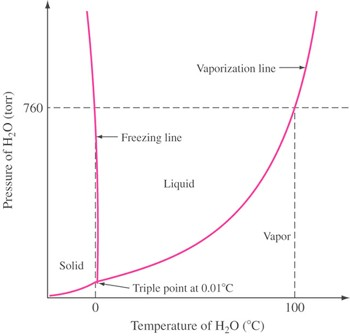 Vaporization line
760
Freezing line
Pressure of H₂O (torr)
Liquid
Vapor
Solid
Triple point at 0.01°C
0
100
Temperature of H₂O (°C)